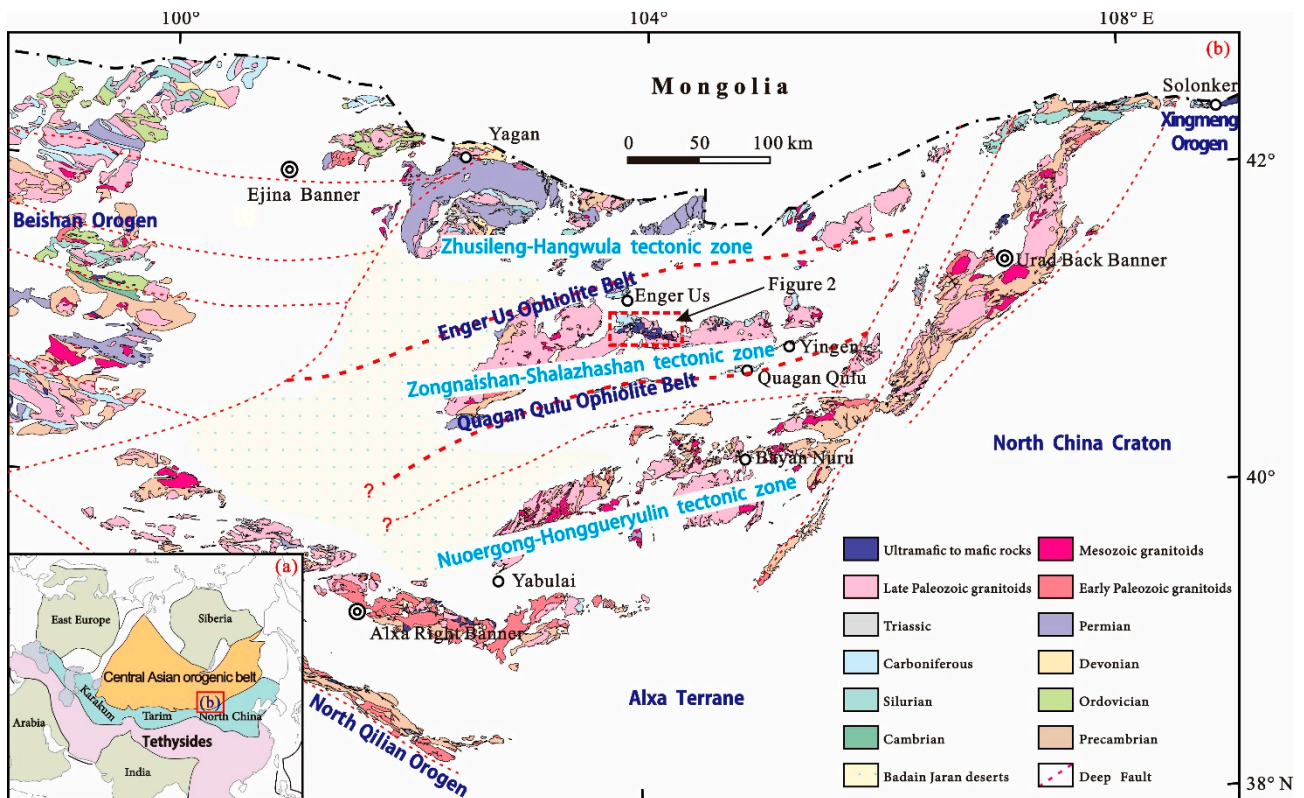 100°
104°
108° E
(b)
Mongolia
Solonker
Xingmeng
Orogen
0
50
100 km
Yagan
42°
Ejina Banner
Beishan Orogen
Zhusileng-Hangwula tectonic zone
Urad Back Banner
Enger Us Ophiolite Belt
Figure 2
Enger Us
Yingen
Zongnaishan-Shalazhashan tectonic zone
Quagan Qufu
Quagan Qufu Ophiolite Belt
North China Craton
Bayan Nuru
40°
?
?
Nuoergong-Honggueryulin tectonic zone
Yabulai
Alxa Right Banner
Alxa Terrane
North Qilian Orogen
38° N
Ultramafic to mafic rocks
Mesozoic granitoids
Late Paleozoic granitoids
Early Paleozoic granitoids
Triassic
Permian
Carboniferous
Devonian
Silurian
Ordovician
Cambrian
Precambrian
Badain Jaran deserts
Deep Fault
(a)
East Europe
Siberia
Central Asian orogenic belt
(b)
Karakum
Tarim
North China
Arabia
Tethysides
India